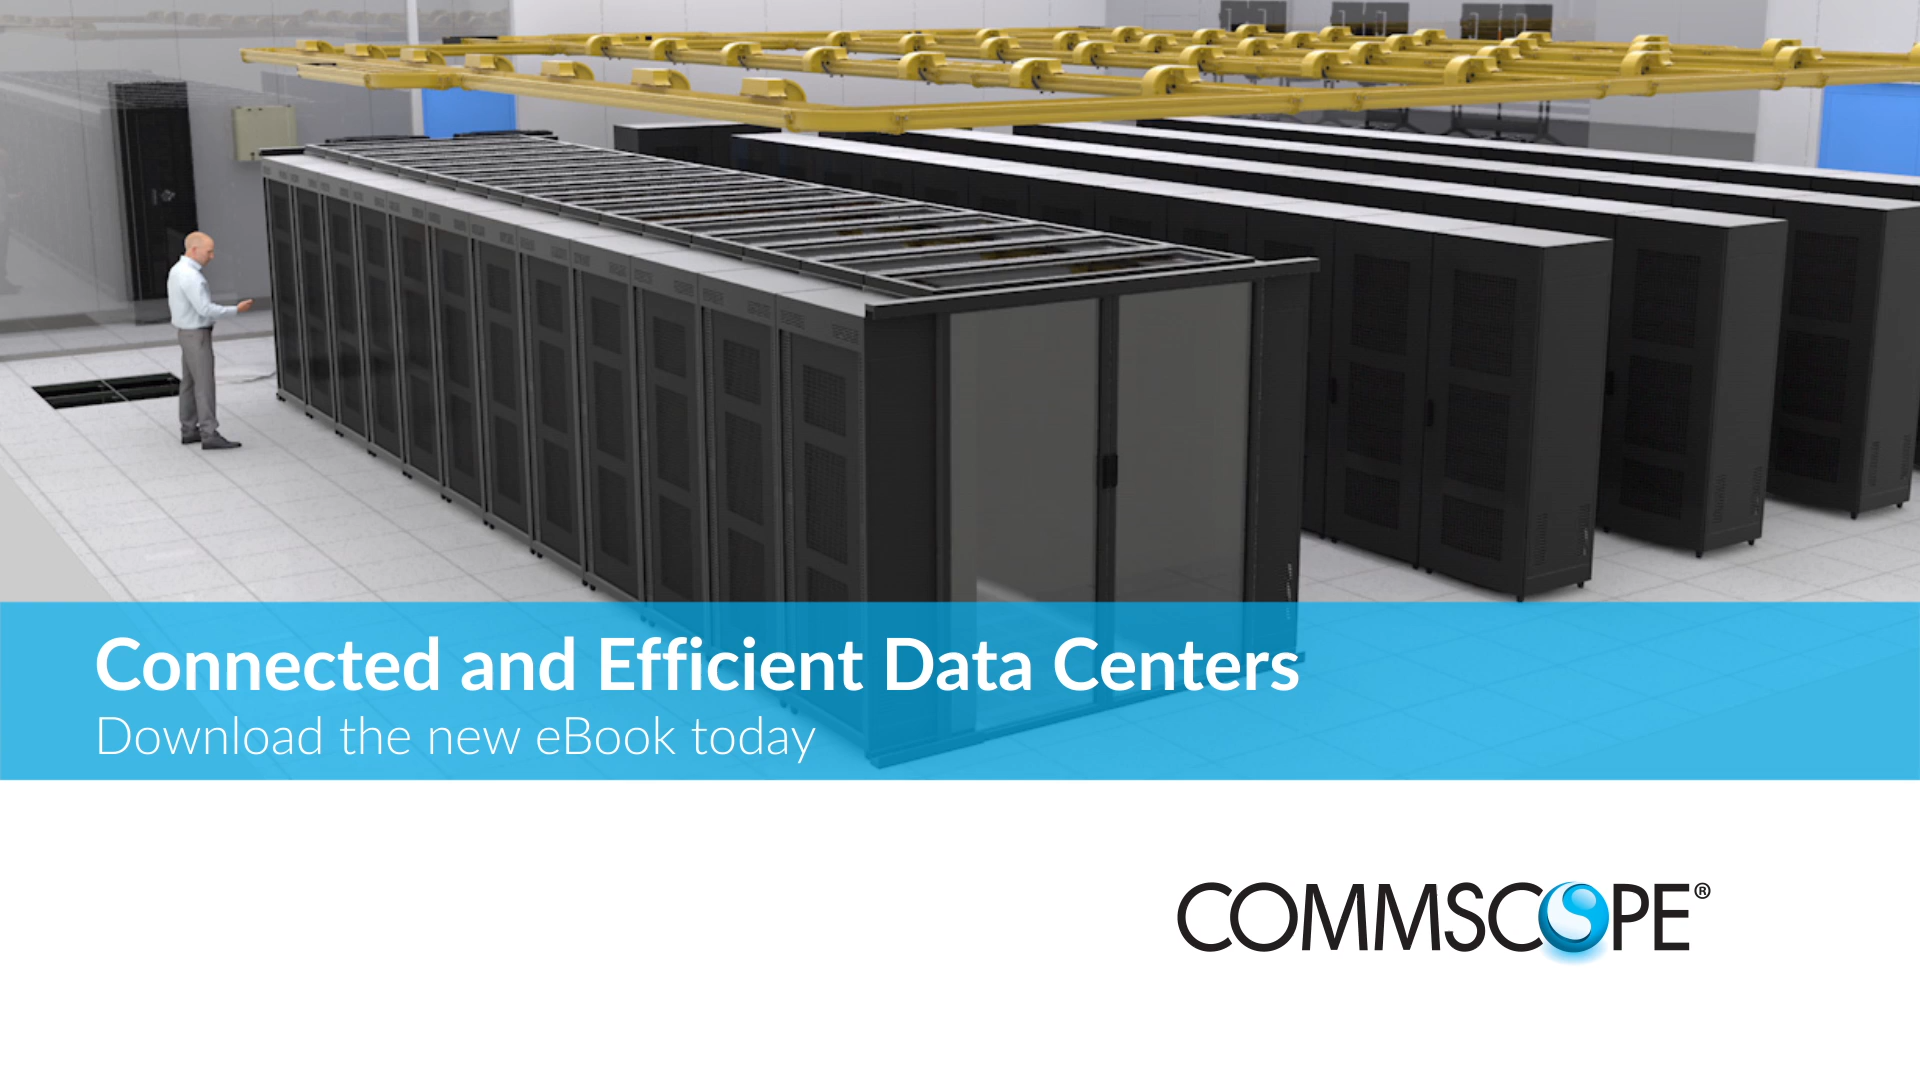 Connected and Efficient Data Centers
Download the new eBook today
COMMSCOPE®